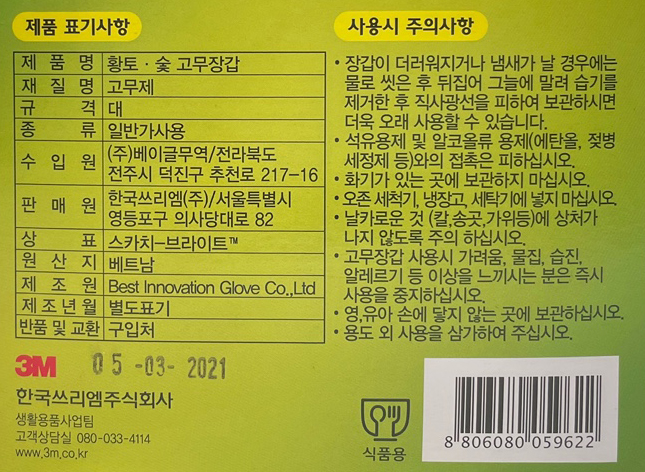 제품 표기사항
제 품 명 황토 · 숯 고무장갑
재 질 명 고무제
규 격 대
종 류 일반가사용
수 입 원 (주)베이글무역/전라북도
전주시 덕진구 추천로 217-16
판 매 원 한국쓰리엠(주)/서울특별시
영등포구 의사당대로 82
상 표 스카치-브라이트™
원 산 지 베트남
제 조 원 Best Innovation Glove Co.,Ltd
제조년월 별도표기
반품 및 교환 구입처
3M 05-03-2021
한국쓰리엠주식회사
생활용품사업팀
고객상담실 080-033-4114
www.3m.co.kr
사용시 주의사항
• 장갑이 더러워지거나 냄새가 날 경우에는
물로 씻은 후 뒤집어 그늘에 말려 습기를
제거한 후 직사광선을 피하여 보관하시면
더욱 오래 사용할 수 있습니다.
• 석유용제 및 알코올류 용제(에탄올, 젖병
세정제 등)와의 접촉은 피하십시오.
• 화기가 있는 곳에 보관하지 마십시오.
• 오존 세척기, 냉장고, 세탁기에 넣지 마십시오.
• 날카로운 것 (칼,송곳,가위등)에 상처가
나지 않도록 주의 하십시오.
• 고무장갑 사용시 가려움, 물집, 습진,
알레르기 등 이상을 느끼시는 분은 즉시
사용을 중지하십시오.
• 영,유아 손에 닿지 않는 곳에 보관하십시오.
• 용도 외 사용을 삼가하여 주십시오.
식품용
8 806080 059622